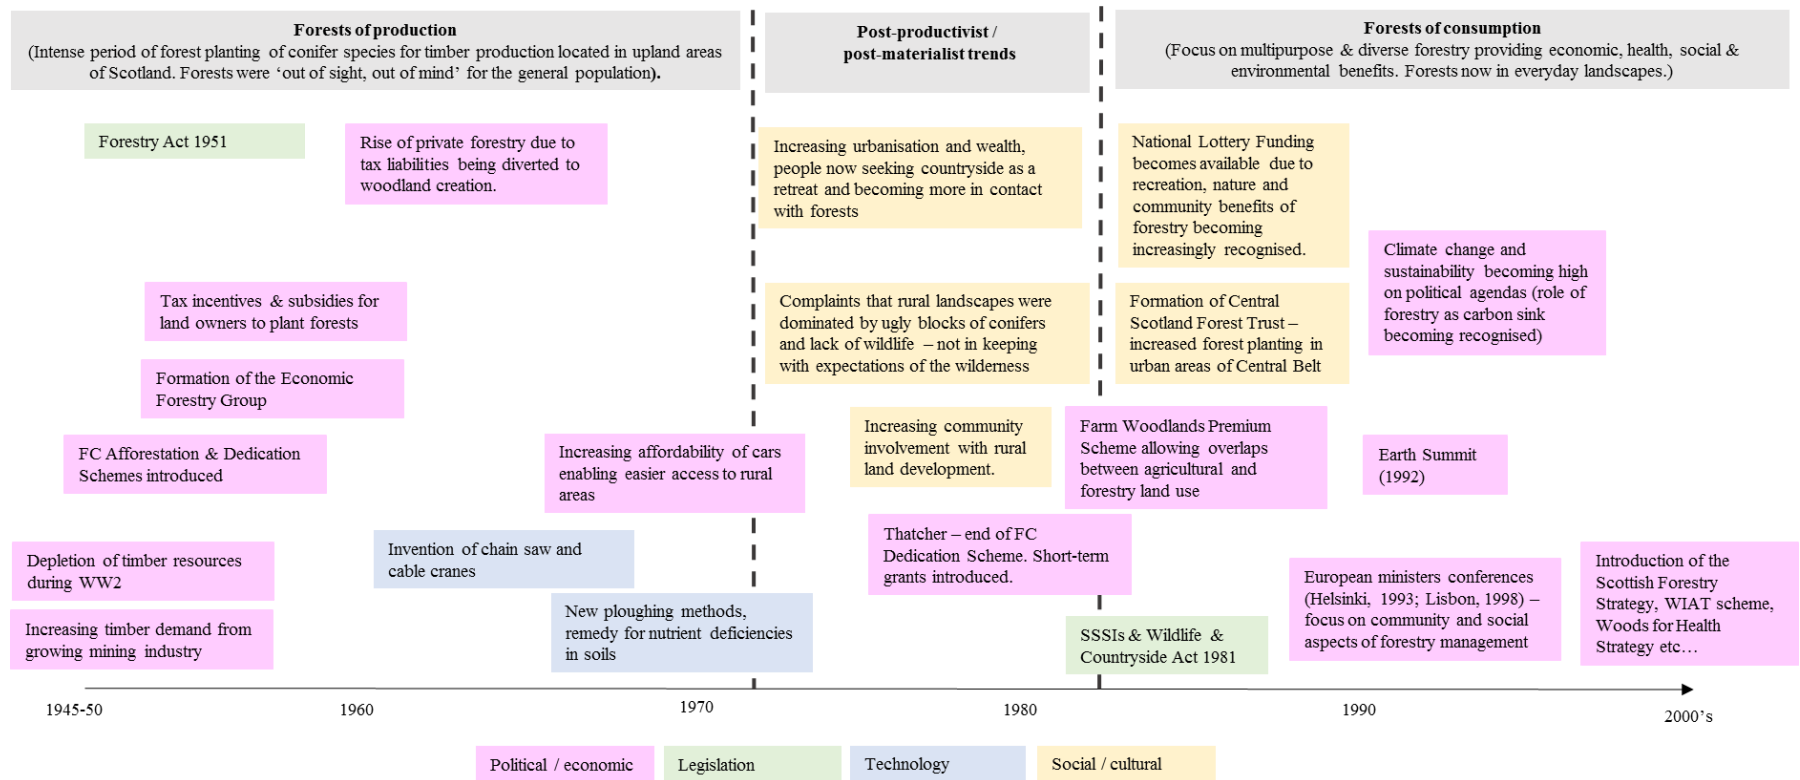 Forests of production
(Intense period of forest planting of conifer species for timber production located in upland areas
of Scotland. Forests were ‘out of sight, out of mind’ for the general population).
Post-productivist /
post-materialist trends
Forests of consumption
(Focus on multipurpose & diverse forestry providing economic, health, social &
environmental benefits. Forests now in everyday landscapes.)
Forestry Act 1951
Rise of private forestry due to
tax liabilities being diverted to
woodland creation.
Increasing urbanisation and wealth,
people now seeking countryside as a
retreat and becoming more in contact
with forests
National Lottery Funding
becomes available due to
recreation, nature and
community benefits of
forestry becoming
increasingly recognised.
Climate change and
sustainability becoming high
on political agendas (role of
forestry as carbon sink
becoming recognised)
Tax incentives & subsidies for
land owners to plant forests
Complaints that rural landscapes were
dominated by ugly blocks of conifers
and lack of wildlife – not in keeping
with expectations of the wilderness
Formation of Central
Scotland Forest Trust –
increased forest planting in
urban areas of Central Belt
Formation of the Economic
Forestry Group
FC Afforestation & Dedication
Schemes introduced
Increasing affordability of cars
enabling easier access to rural
areas
Increasing community
involvement with rural
land development.
Farm Woodlands Premium
Scheme allowing overlaps
between agricultural and
forestry land use
Earth Summit
(1992)
Depletion of timber resources
during WW2
Invention of chain saw and
cable cranes
Thatcher – end of FC
Dedication Scheme. Short-term
grants introduced.
European ministers conferences
(Helsinki, 1993; Lisbon, 1998) –
focus on community and social
aspects of forestry management
Introduction of the
Scottish Forestry
Strategy, WIAT scheme,
Woods for Health
Strategy etc…
Increasing timber demand from
growing mining industry
New ploughing methods,
remedy for nutrient deficiencies
in soils
SSSIs & Wildlife &
Countryside Act 1981
1945-50
1960
1970
1980
1990
2000’s
Political / economic
Legislation
Technology
Social / cultural